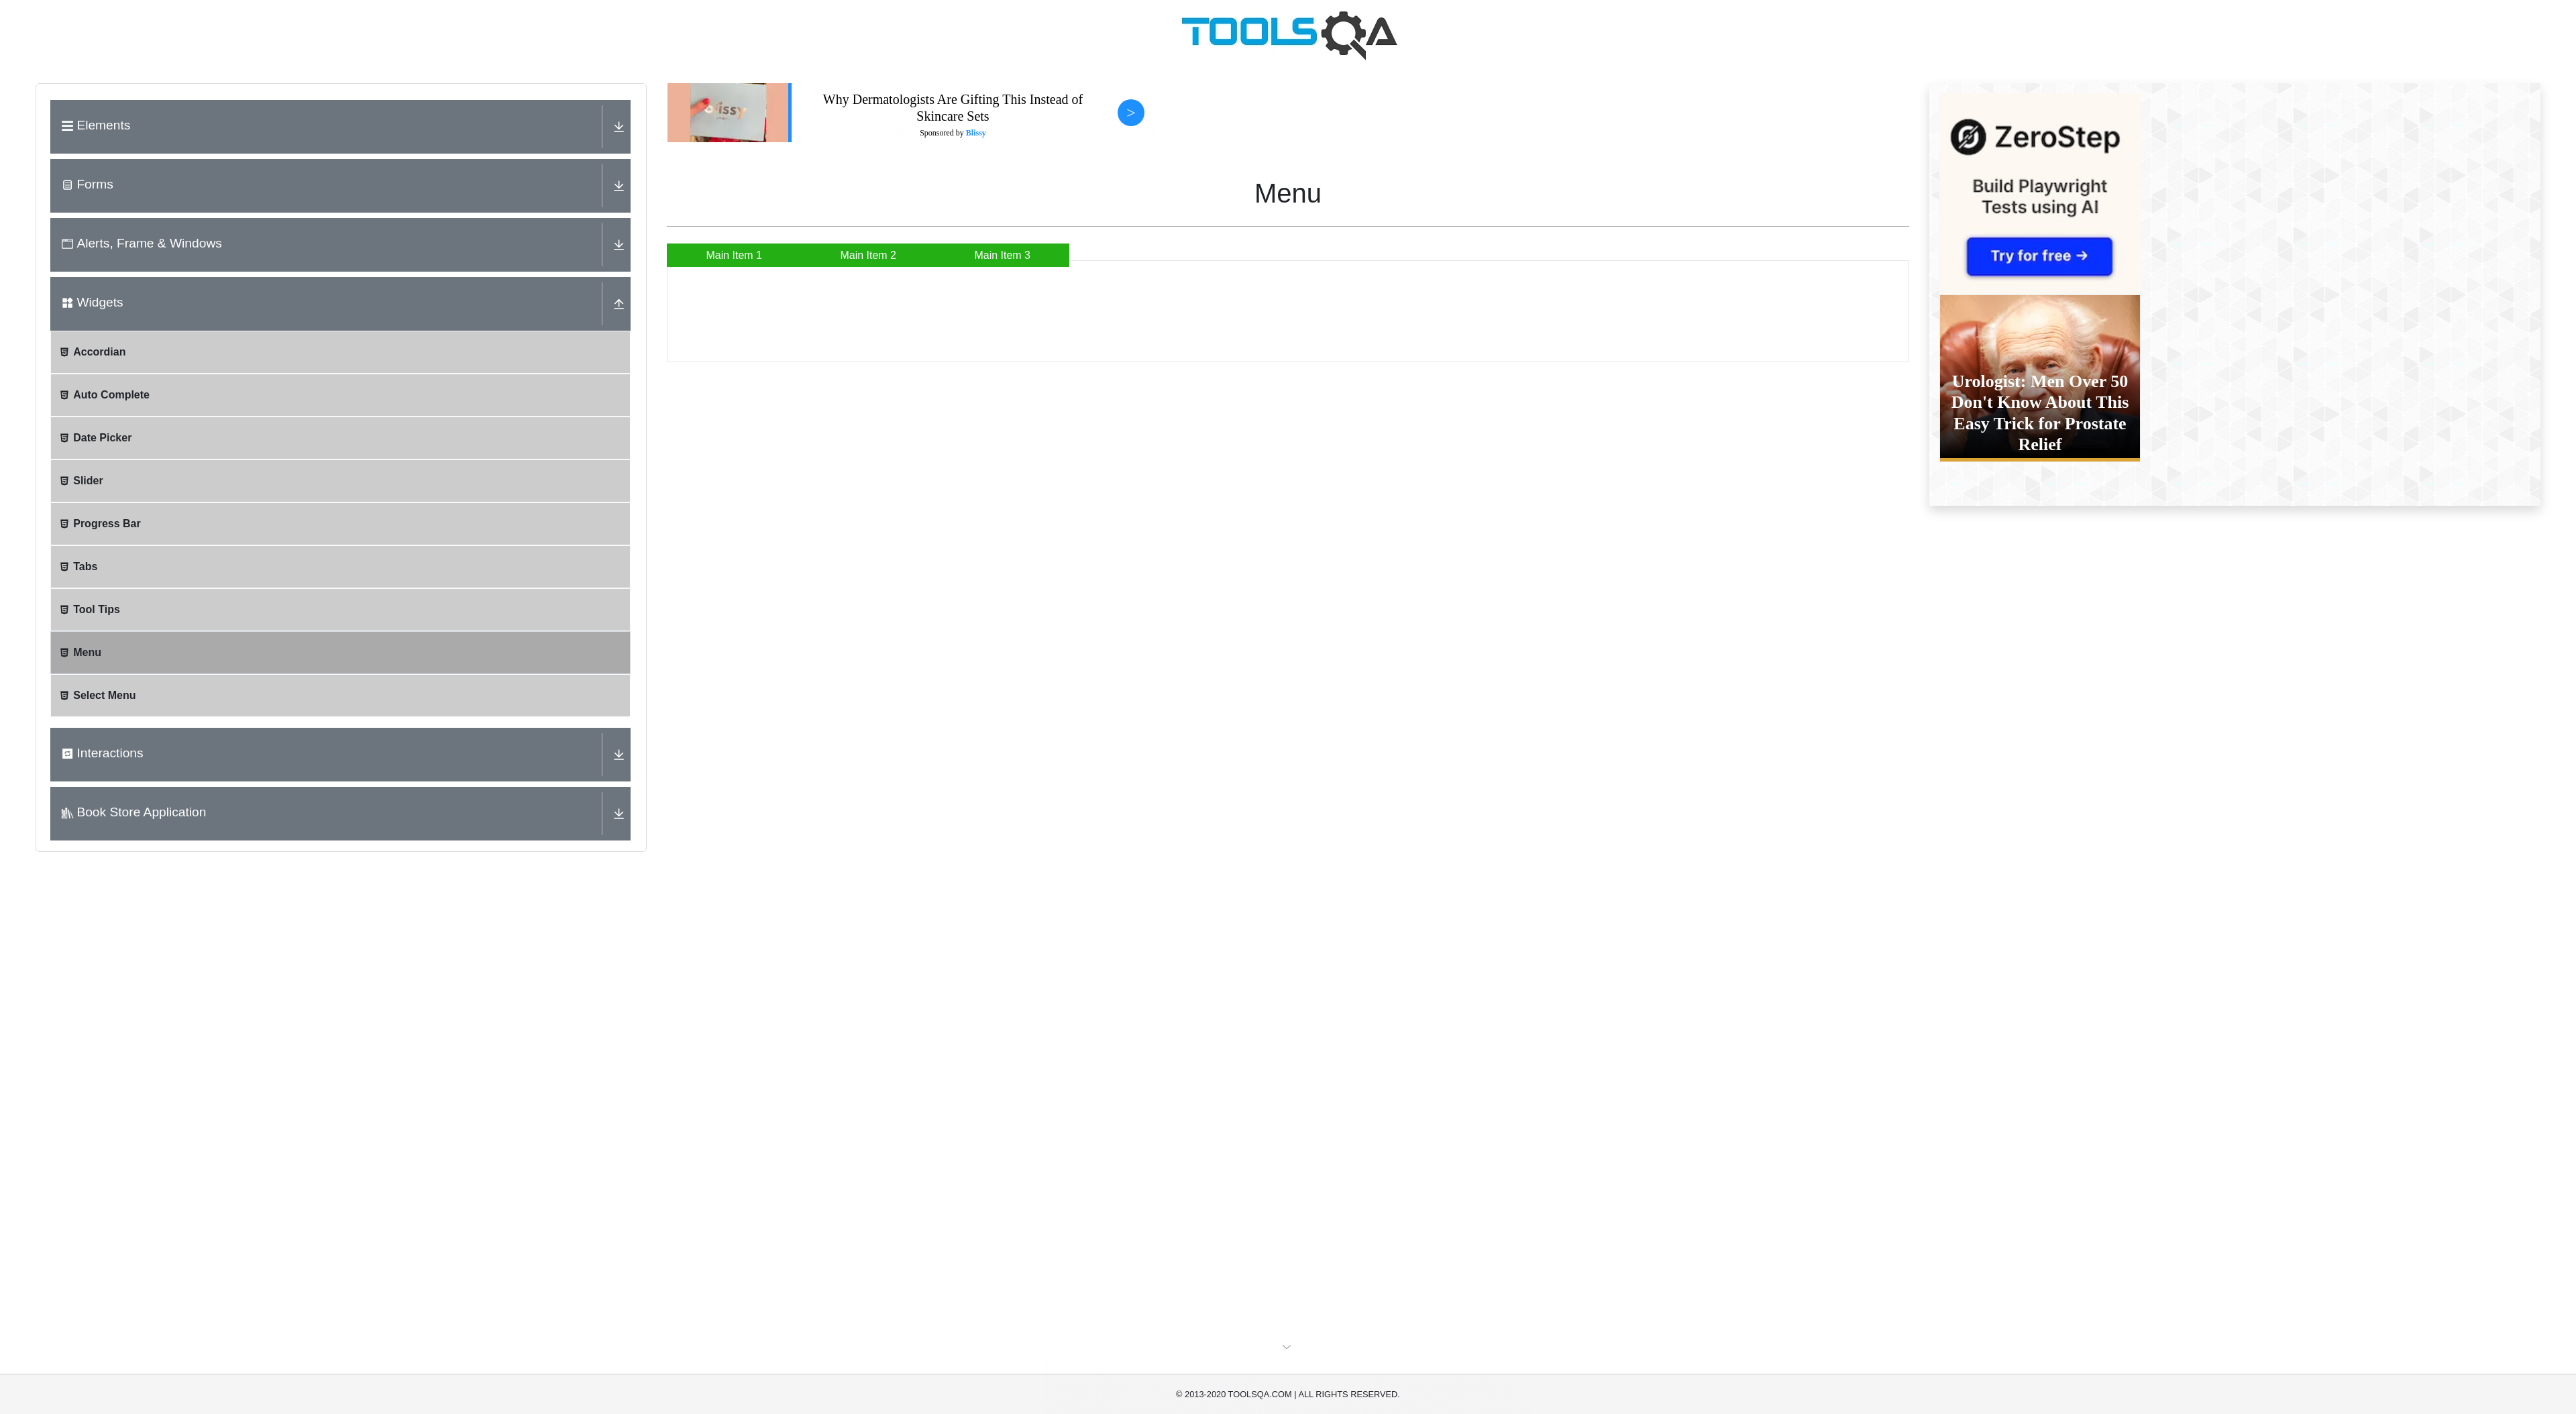 TOOLSQA
Elements
Forms
Alerts, Frame & Windows
Widgets
Accordian
Auto Complete
Date Picker
Slider
Progress Bar
Tabs
Tool Tips
Menu
Select Menu
Interactions
Book Store Application
Blissy
Why Dermatologists Are Gifting This Instead of
Skincare Sets
Sponsored by Blissy
>
Menu
Main Item 1
Main Item 2
Main Item 3
ZeroStep
Build Playwright
Tests using AI
Try for free →
Urologist: Men Over 50
Don't Know About This
Easy Trick for Prostate
Relief
© 2013-2020 TOOLSQA.COM | ALL RIGHTS RESERVED.